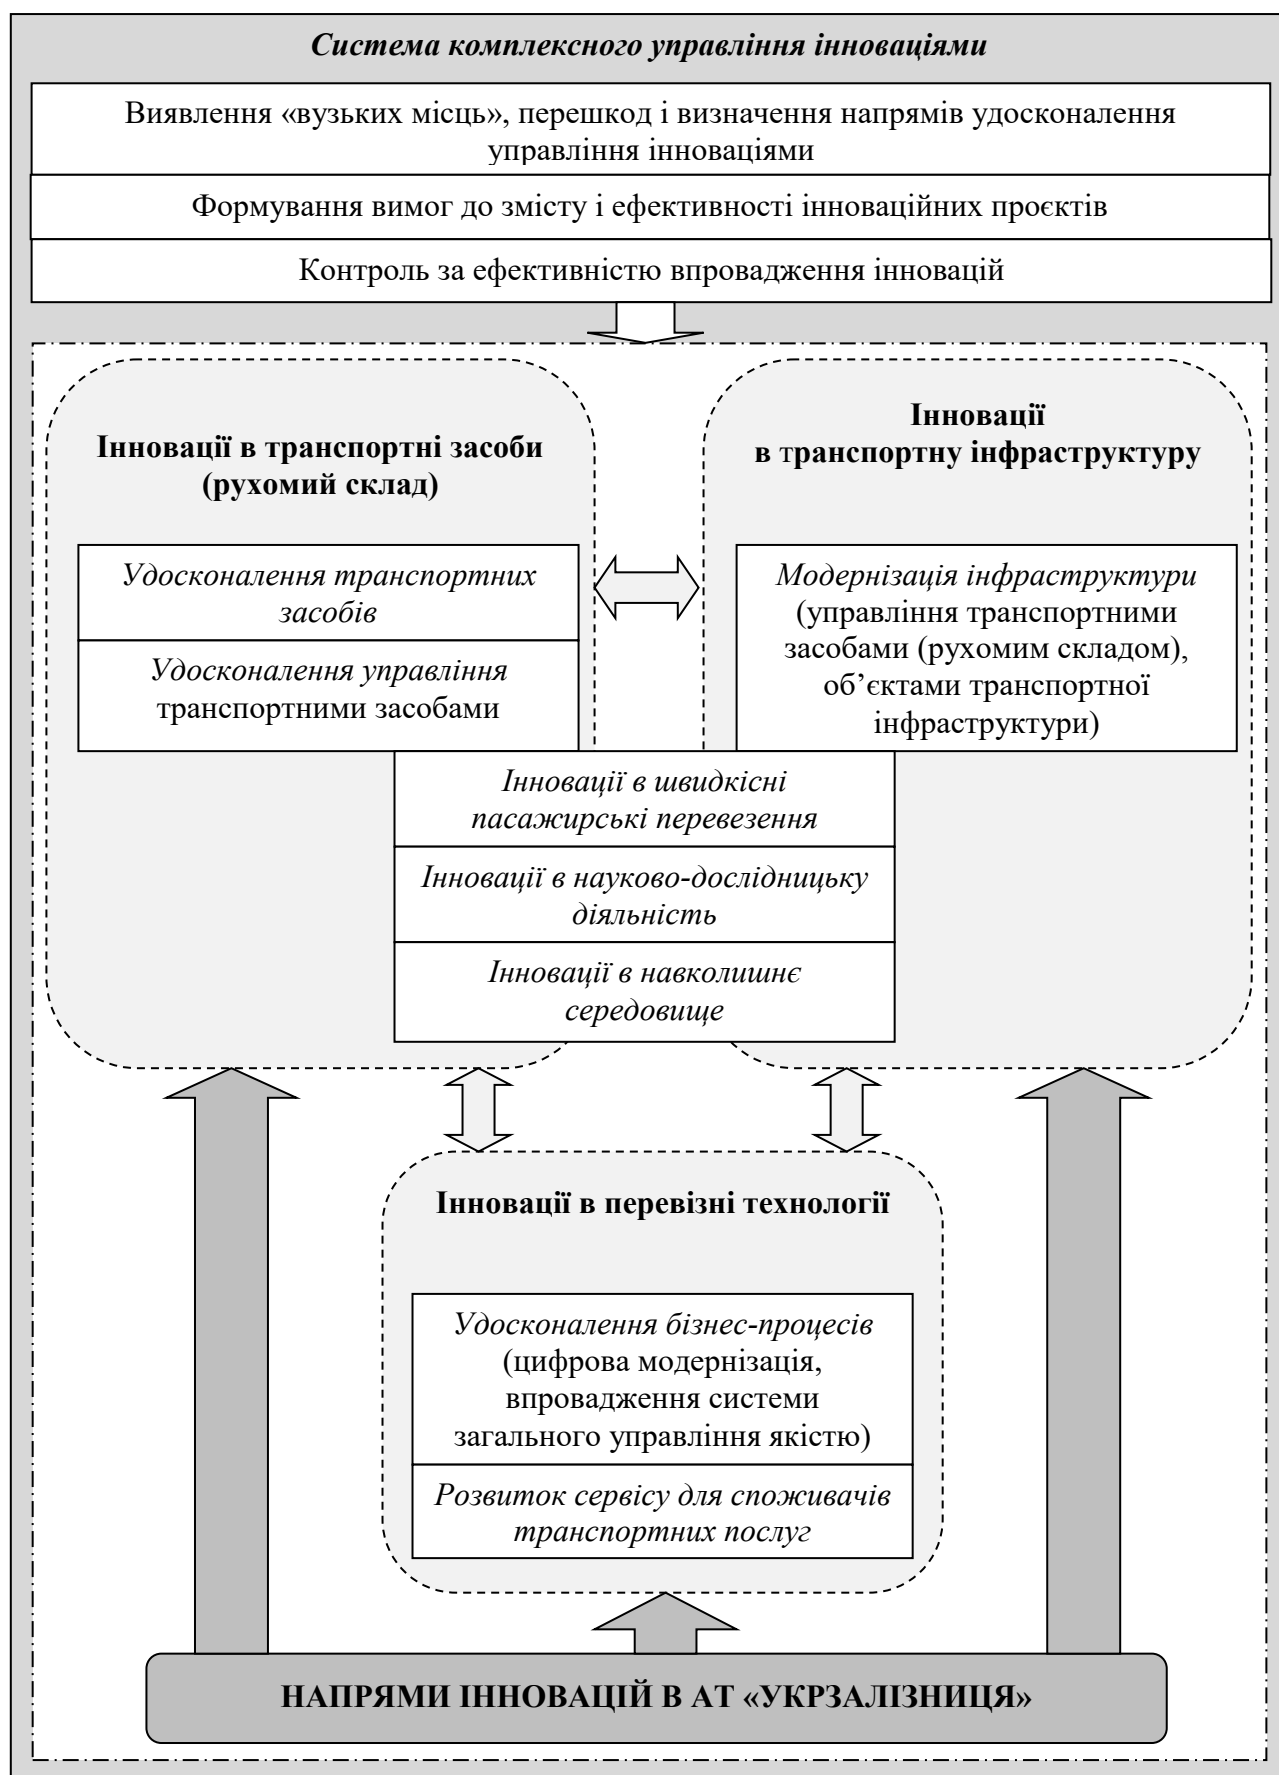 Система комплексного управління інноваціями
Виявлення «вузьких місць», перешкод і визначення напрямів удосконалення
управління інноваціями
Формування вимог до змісту і ефективності інноваційних проєктів
Контроль за ефективністю впровадження інновацій
Інновації в транспортні засоби
(рухомий склад)
Інновації
в транспортну інфраструктуру
Удосконалення транспортних
засобів
Удосконалення управління
транспортними засобами
Модернізація інфраструктури
(управління транспортними
засобами (рухомим складом),
об’єктами транспортної
інфраструктури)
Інновації в швидкісні
пасажирські перевезення
Інновації в науково-дослідницьку
діяльність
Інновації в навколишнє
середовище
Інновації в перевізні технології
Удосконалення бізнес-процесів
(цифрова модернізація,
впровадження системи
загального управління якістю)
Розвиток сервісу для споживачів
транспортних послуг
НАПРЯМИ ІННОВАЦІЙ В АТ «УКРЗАЛІЗНИЦЯ»